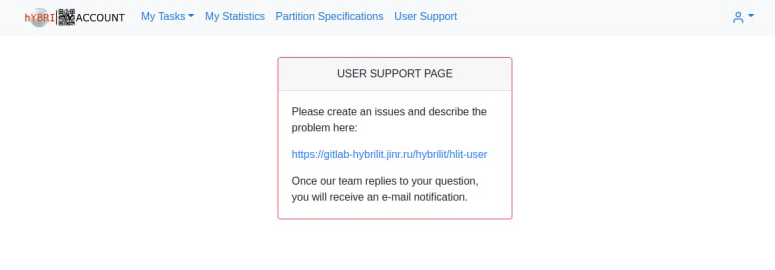 hYBRI ACCOUNT My Tasks My Statistics Partition Specifications User Support
USER SUPPORT PAGE
Please create an issues and describe the
problem here:
https://gitlab-hybrilit.jinr.ru/hybrilit/hlit-user
Once our team replies to your question,
you will receive an e-mail notification.